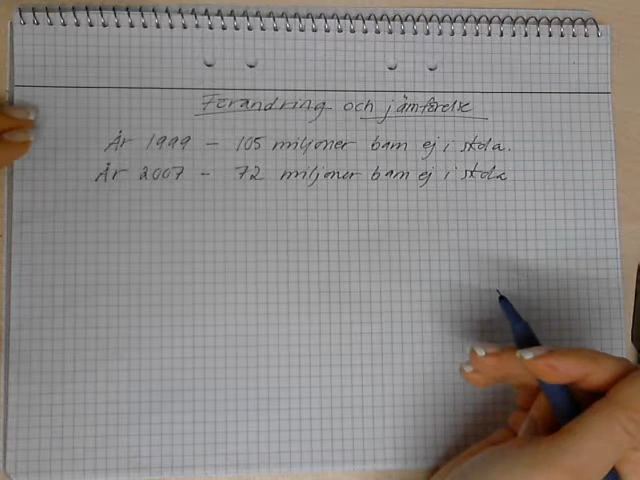 Förändring och jämförelse
År 1999 – 105 miljoner barn ej i skola.
År 2007 – 72 miljoner barn ej i skola